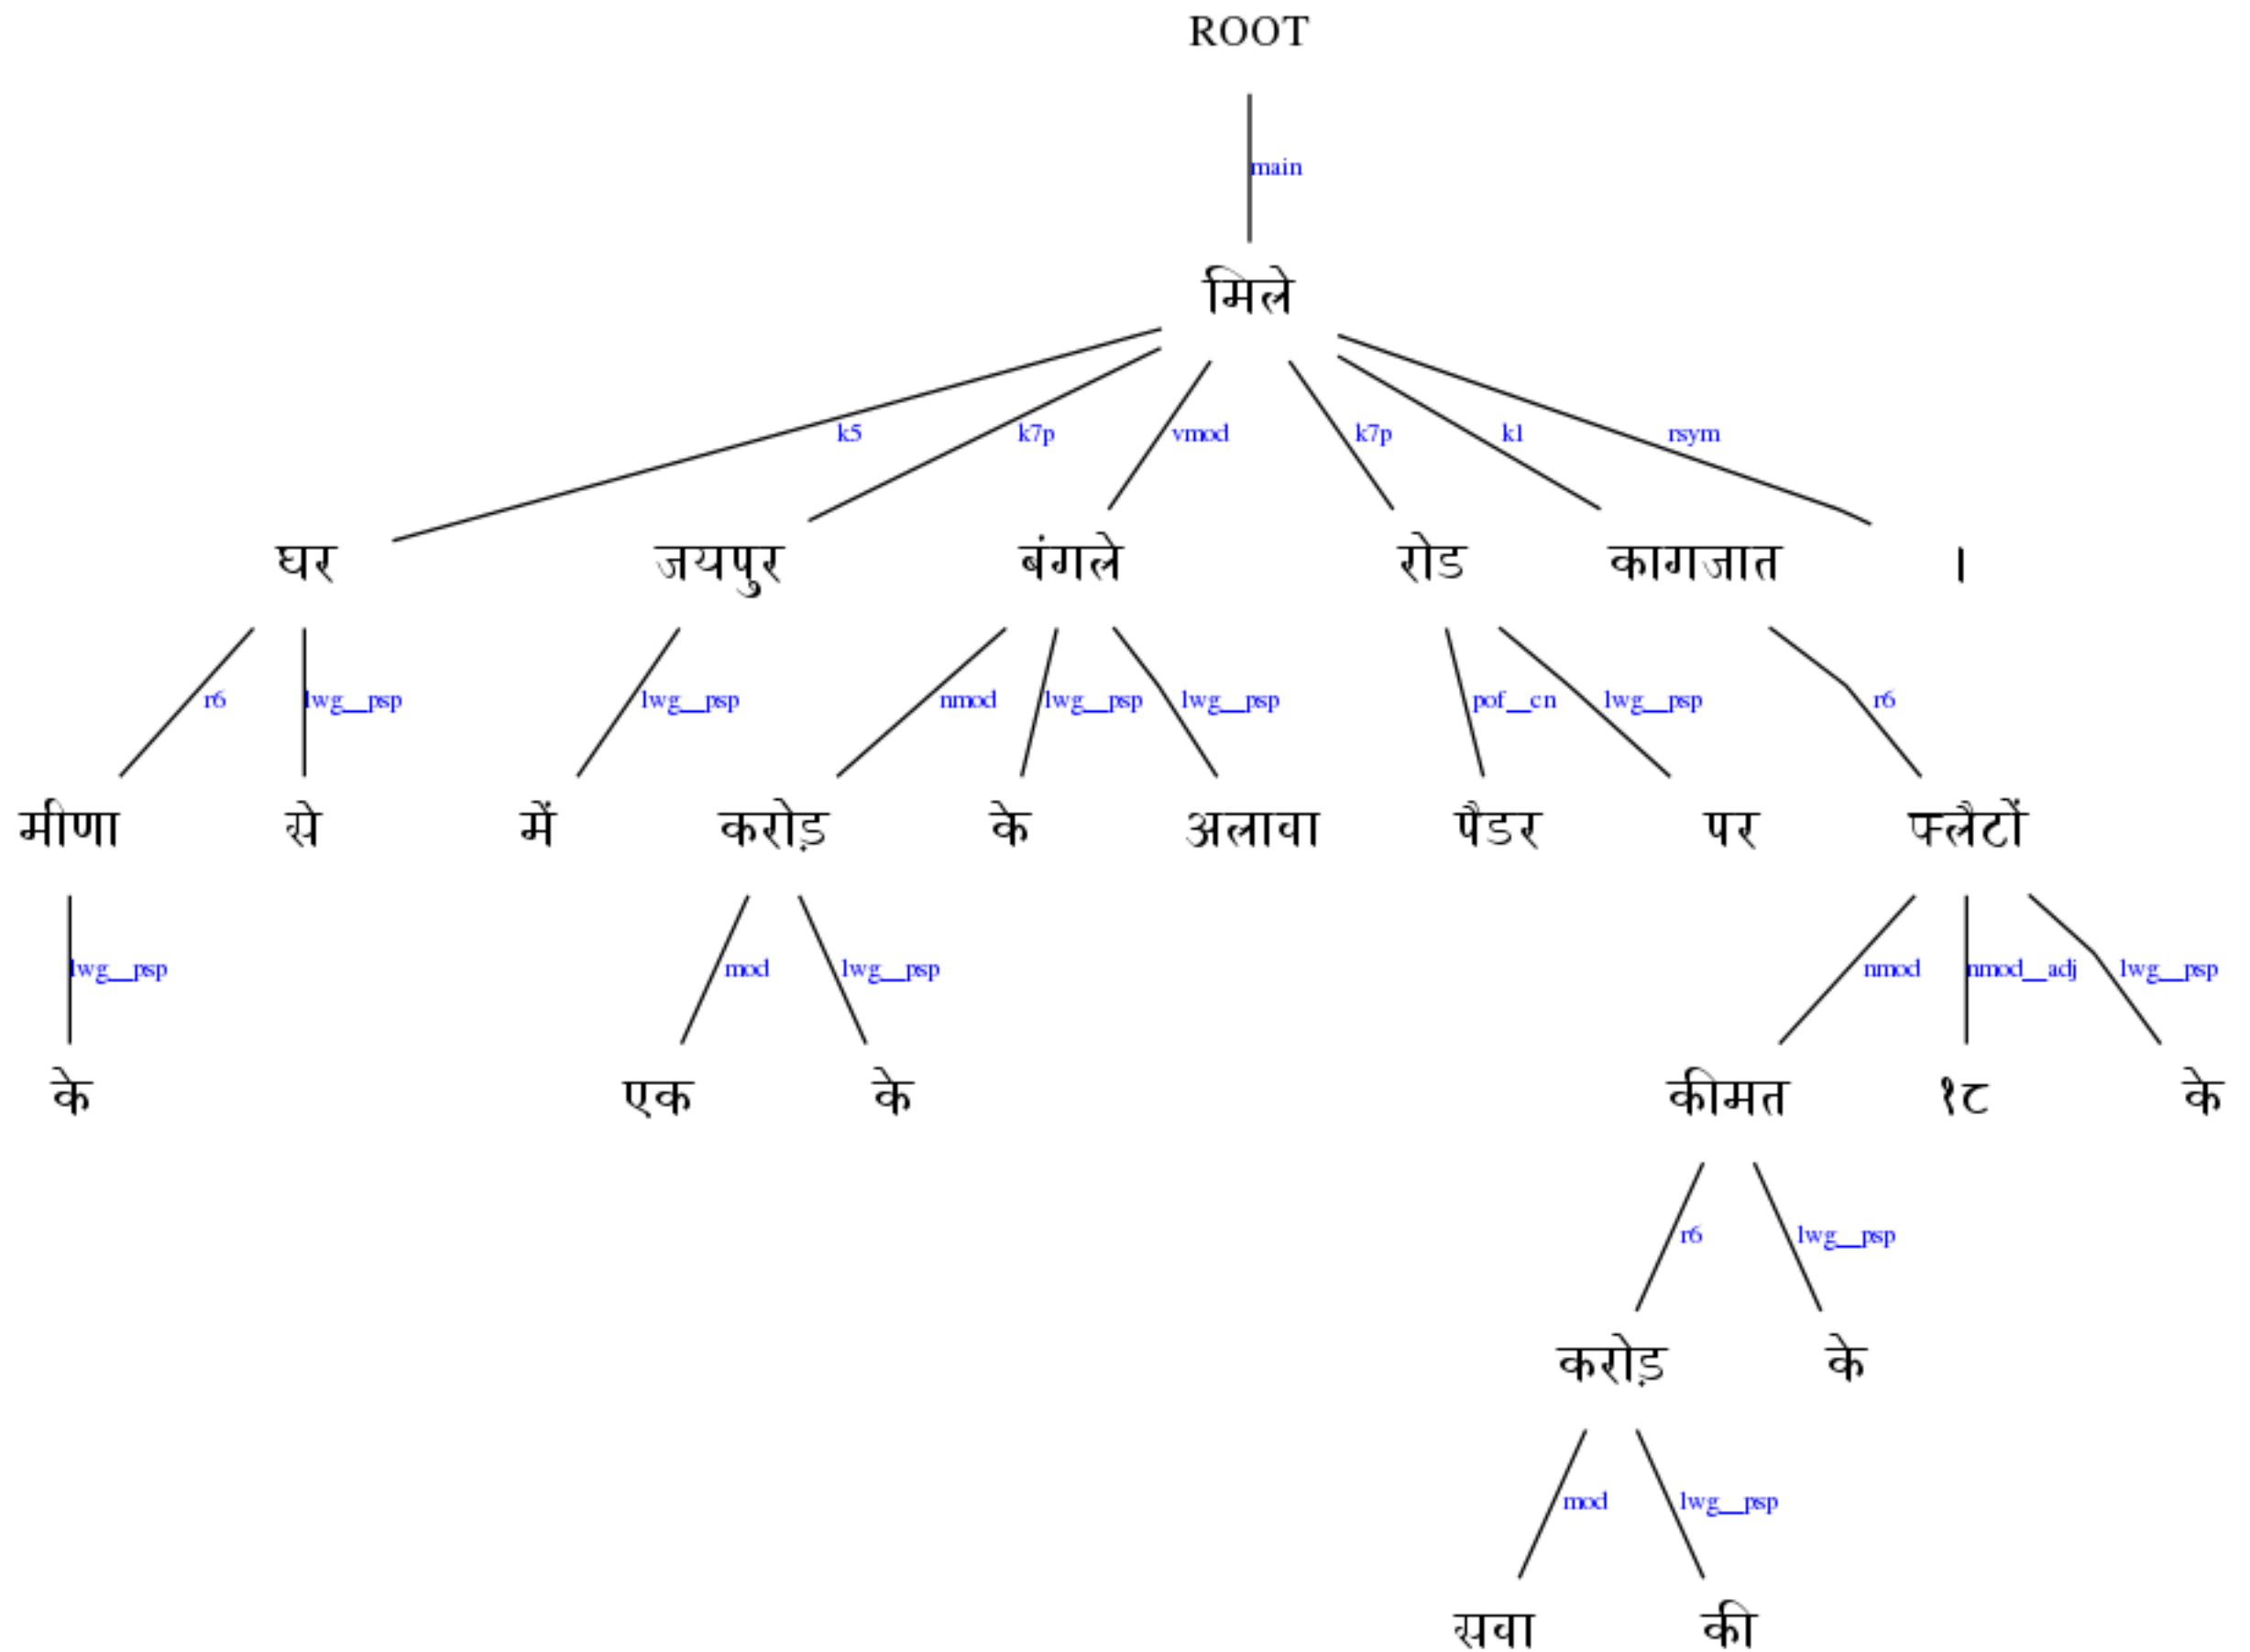 ROOT
main
मिले
k5 k7p vmod k7p k1 rsym
घर जयपुर बंगले रोड कागजात ।
r6 lwg__psp lwg__psp nmod lwg__psp lwg__psp pof__cn lwg__psp r6
मीणा से में करोड़ के अलावा पैडर पर फ्लैटों
lwg__psp mod lwg__psp nmod nmod__adj lwg__psp
के एक के कीमत १८ के
r6 lwg__psp
करोड़ के
mod lwg__psp
सवा की